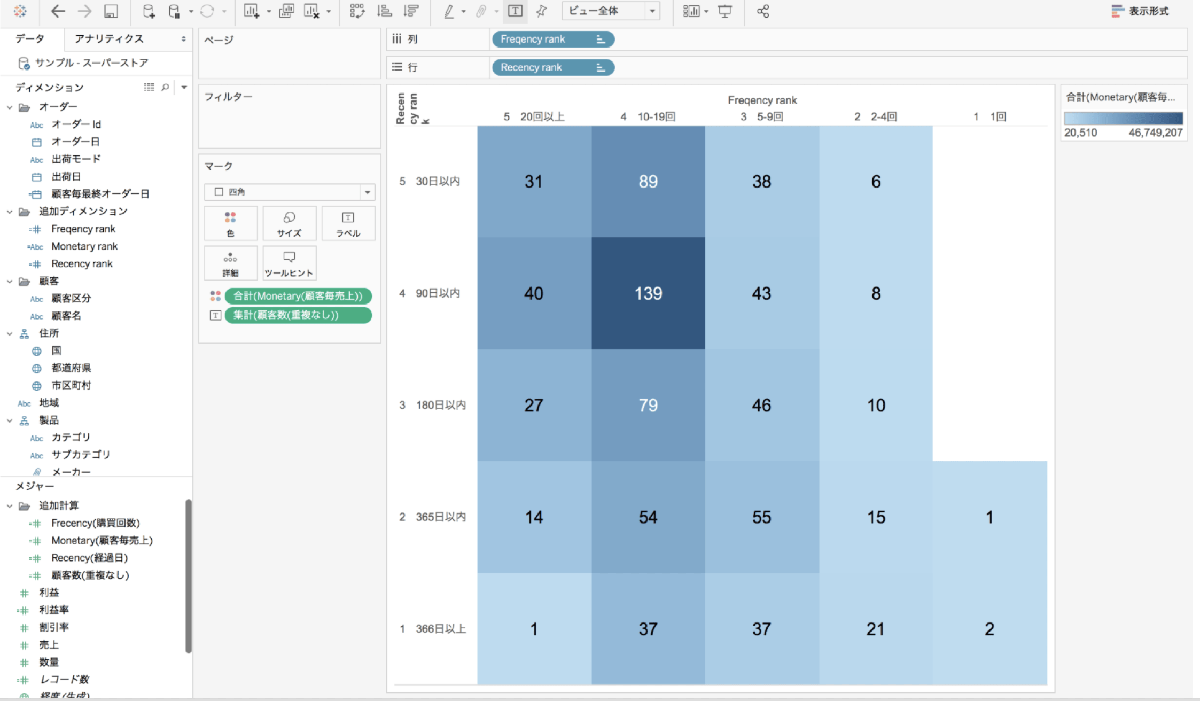 ビュー全体
表示形式
データ
アナリティクス
サンプル - スーパーストア
ディメンション
オーダー
Abc オーダー Id
オーダー日
Abc 出荷モード
出荷日
顧客毎最終オーダー日
追加ディメンション
Freqency rank
Abc Monetary rank
Recency rank
顧客
Abc 顧客区分
Abc 顧客名
住所
国
都道府県
市区町村
Abc 地域
製品
Abc カテゴリ
Abc サブカテゴリ
メーカー
メジャー
追加計算
Frecency(購買回数)
Monetary(顧客毎売上)
Recency(経過日)
顧客数(重複なし)
利益
利益率
割引率
売上
数量
レコード数
経度 (生成)
ページ
フィルター
マーク
四角
色
サイズ
ラベル
詳細
ツールヒント
合計(Monetary(顧客毎売上))
集計(顧客数(重複なし))
列
Freqency rank
行
Recency rank
Recen
cy ran
k
Freqency rank
5 20回以上
4 10-19回
3 5-9回
2 2-4回
1 1回
5 30日以内
31
89
38
6
4 90日以内
40
139
43
8
3 180日以内
27
79
46
10
2 365日以内
14
54
55
15
1
1 366日以上
1
37
37
21
2
合計(Monetary(顧客毎...
20,510
46,749,207